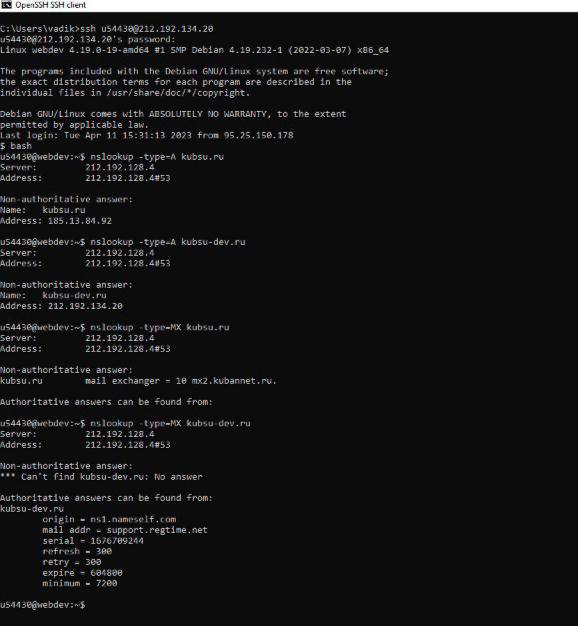 OpenSSH SSH client
C:\Users\vadik>ssh u54430@212.192.134.20
u54430@212.192.134.20's password:
Linux webdev 4.19.0-19-amd64 #1 SMP Debian 4.19.232-1 (2022-03-07) x86_64
The programs included with the Debian GNU/Linux system are free software;
the exact distribution terms for each program are described in the
individual files in /usr/share/doc/*/copyright.
Debian GNU/Linux comes with ABSOLUTELY NO WARRANTY, to the extent
permitted by applicable law.
Last login: Tue Apr 11 15:31:13 2023 from 95.25.150.178
$ bash
u54430@webdev:~$ nslookup -type=A kubsu.ru
Server: 212.192.128.4
Address: 212.192.128.4#53
Non-authoritative answer:
Name: kubsu.ru
Address: 185.13.84.92
u54430@webdev:~$ nslookup -type=A kubsu-dev.ru
Server: 212.192.128.4
Address: 212.192.128.4#53
Non-authoritative answer:
Name: kubsu-dev.ru
Address: 212.192.134.20
u54430@webdev:~$ nslookup -type=MX kubsu.ru
Server: 212.192.128.4
Address: 212.192.128.4#53
Non-authoritative answer:
kubsu.ru mail exchanger = 10 mx2.kubannet.ru.
Authoritative answers can be found from:
u54430@webdev:~$ nslookup -type=MX kubsu-dev.ru
Server: 212.192.128.4
Address: 212.192.128.4#53
Non-authoritative answer:
*** Can't find kubsu-dev.ru: No answer
Authoritative answers can be found from:
kubsu-dev.ru
origin = ns1.nameself.com
mail addr = support.regtime.net
serial = 1676709244
refresh = 300
retry = 300
expire = 604800
minimum = 7200
u54430@webdev:~$